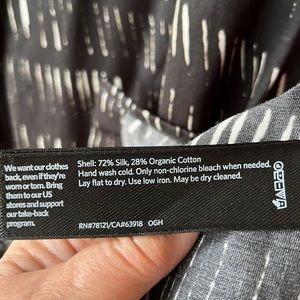 We want our clothes
back, even if they're
worn or torn. Bring
them to our US
stores and support
our take-back
program.
Shell: 72% Silk, 28% Organic Cotton
Hand wash cold. Only non-chlorine bleach when needed.
Lay flat to dry. Use low iron. May be dry cleaned.
RN#78121/CA#63918 OGH